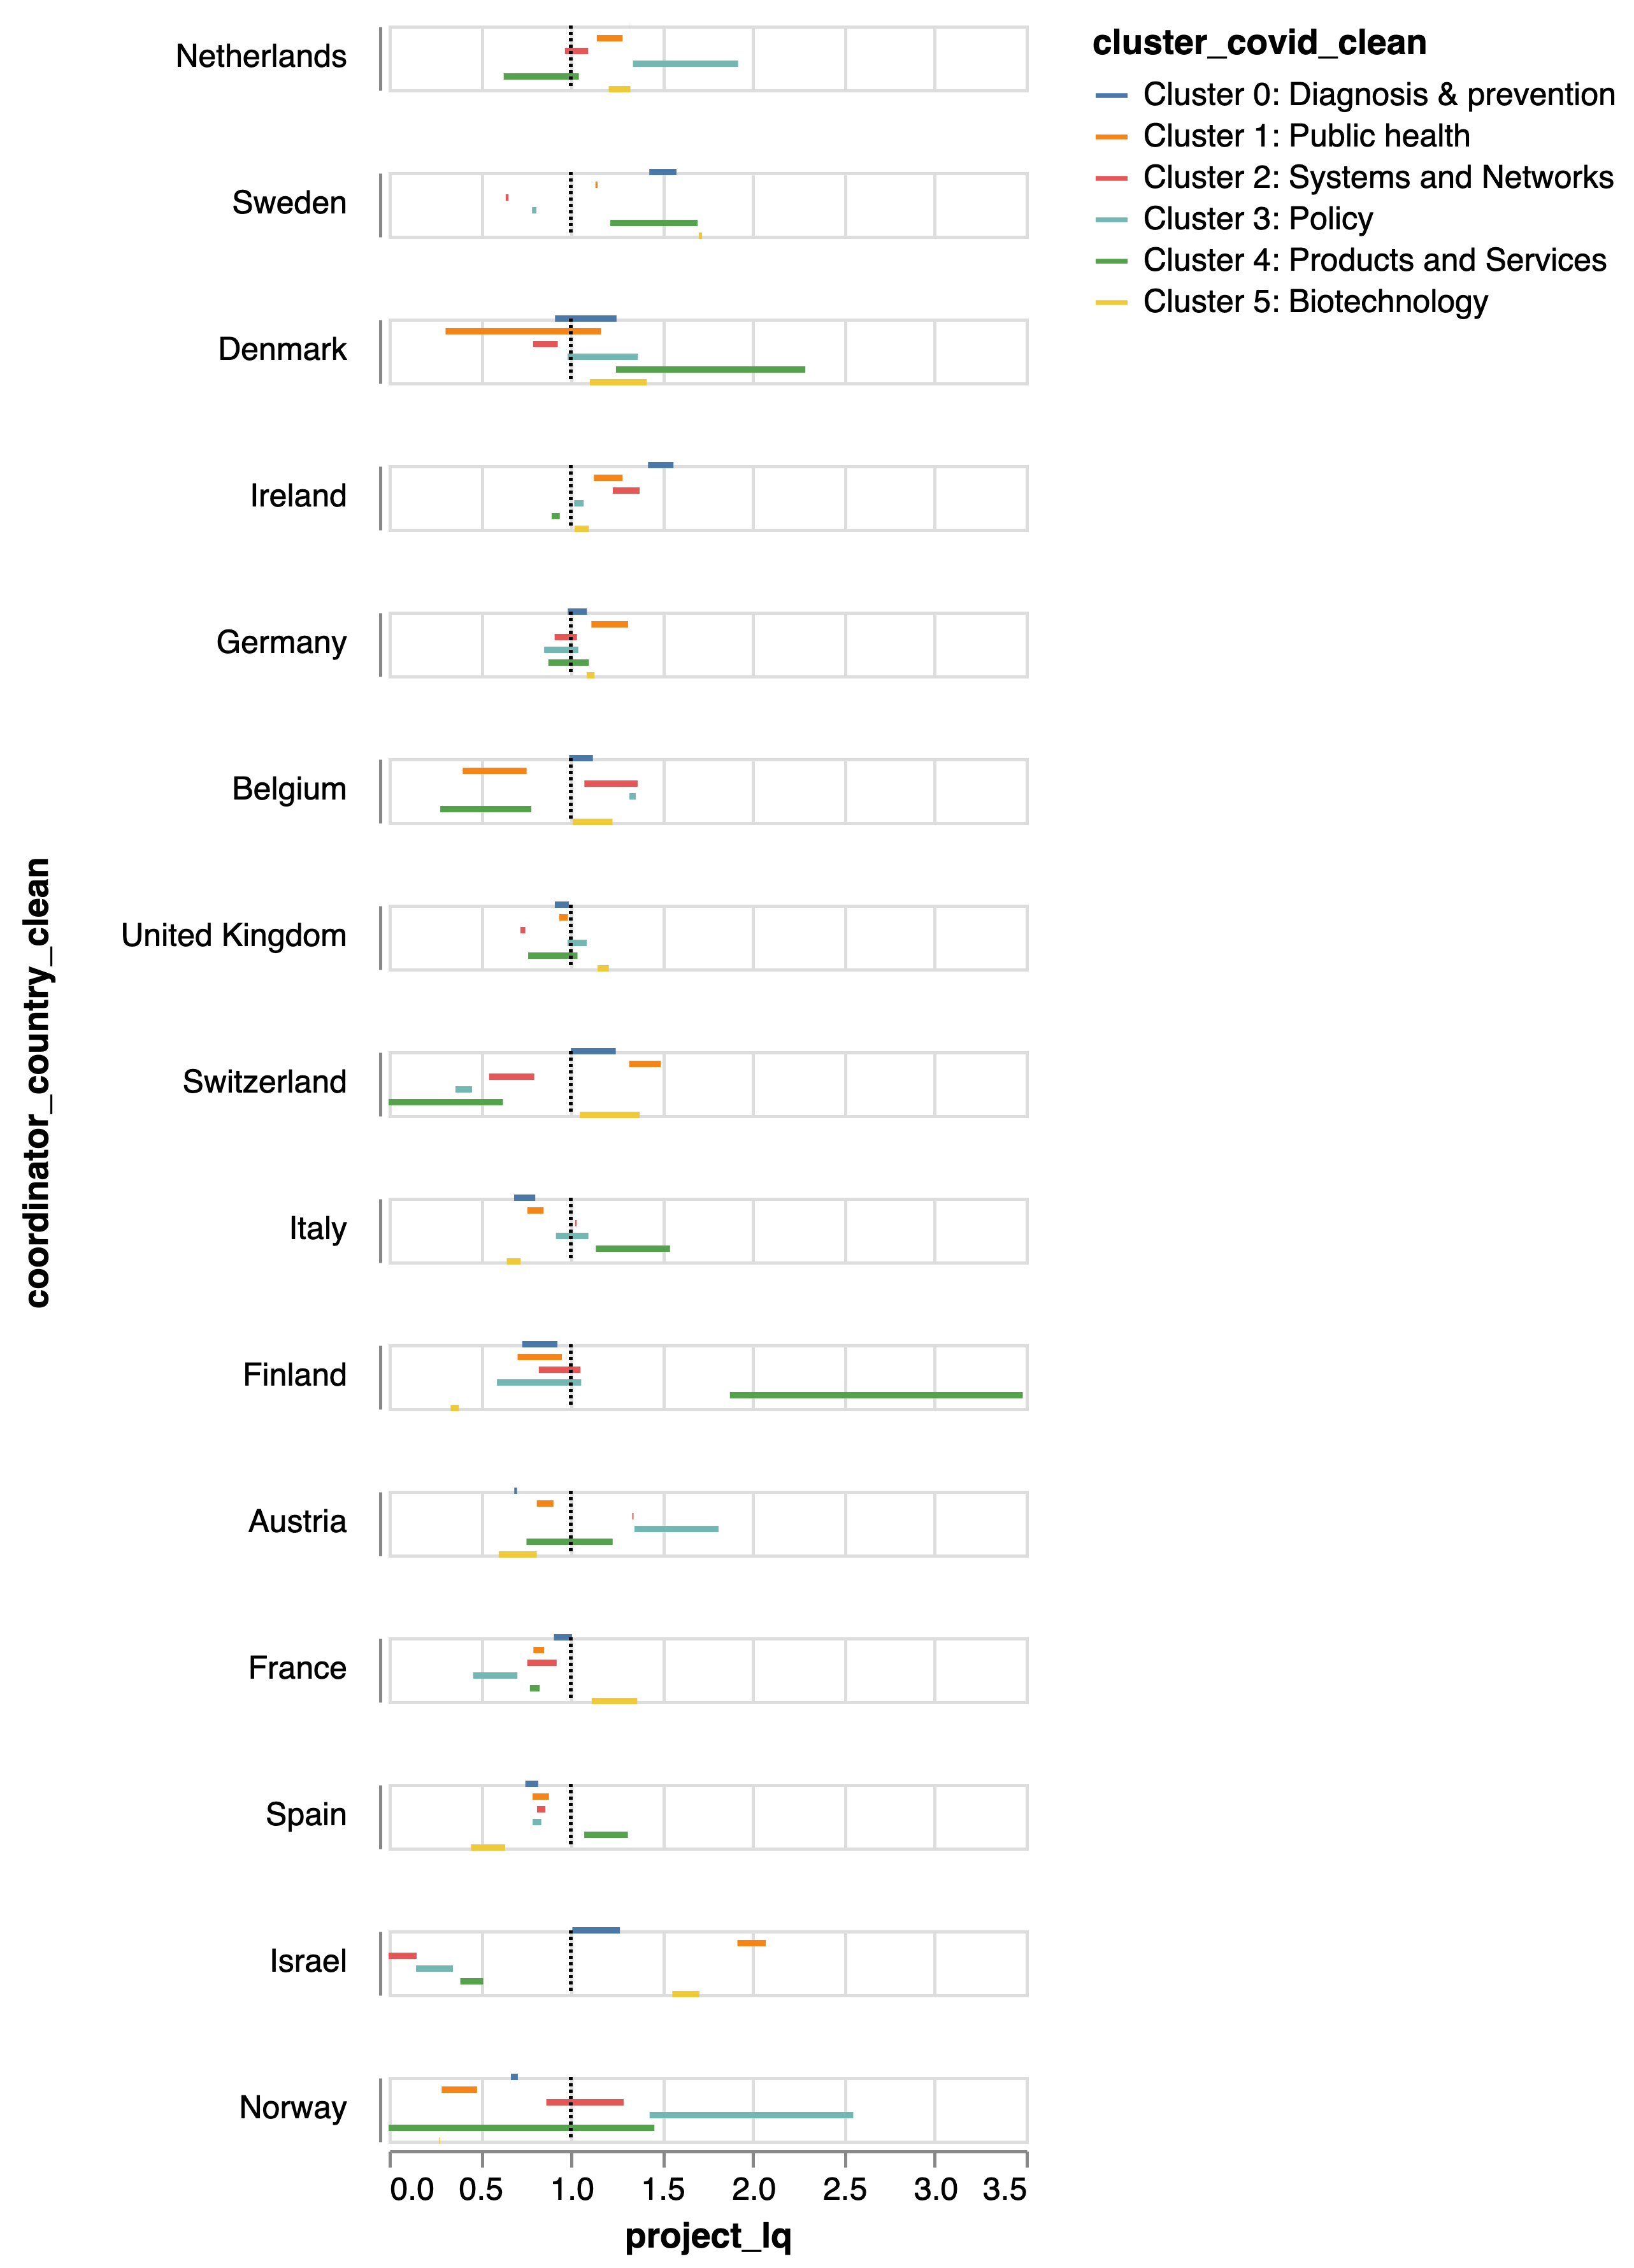 cluster_covid_clean
Cluster 0: Diagnosis & prevention
Cluster 1: Public health
Cluster 2: Systems and Networks
Cluster 3: Policy
Cluster 4: Products and Services
Cluster 5: Biotechnology
coordinator_country_clean
Netherlands
Sweden
Denmark
Ireland
Germany
Belgium
United Kingdom
Switzerland
Italy
Finland
Austria
France
Spain
Israel
Norway
0.0 0.5 1.0 1.5 2.0 2.5 3.0 3.5
project_lq